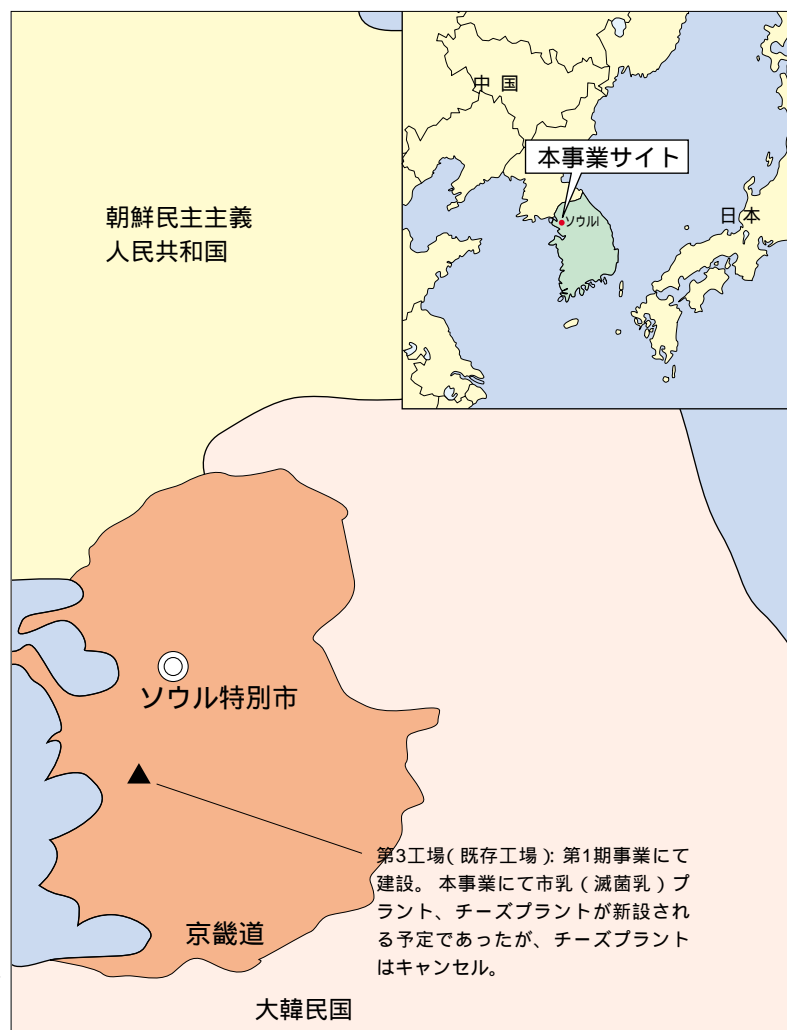 中 国
本事業サイト
ソウル
日 本
朝鮮民主主義
人民共和国
ソウル特別市
第3工場(既存工場): 第1期事業にて
建設。 本事業にて市乳(滅菌乳)プ
ラント、チーズプラントが新設され
る予定であったが、チーズプラント
はキャンセル。
京畿道
大韓民国